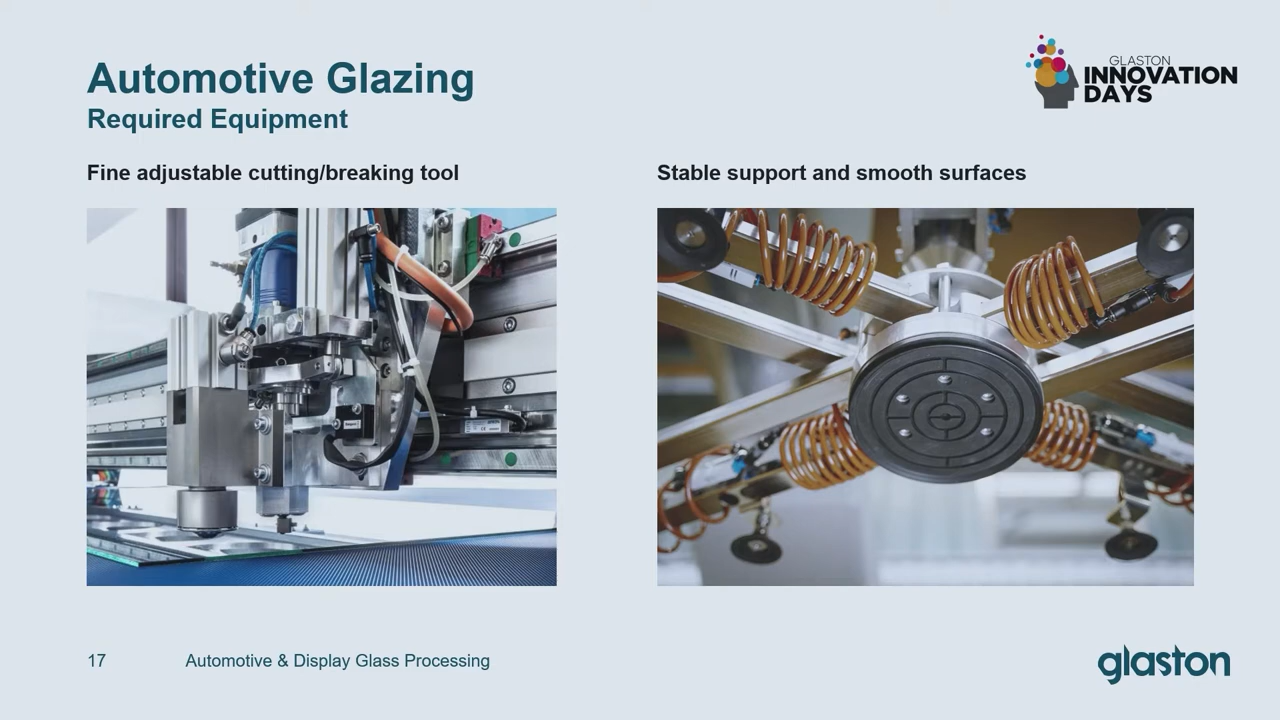 Automotive Glazing
Required Equipment
GLASTON
INNOVATION
DAYS
Fine adjustable cutting/breaking tool
Stable support and smooth surfaces
17
Automotive & Display Glass Processing
glaston